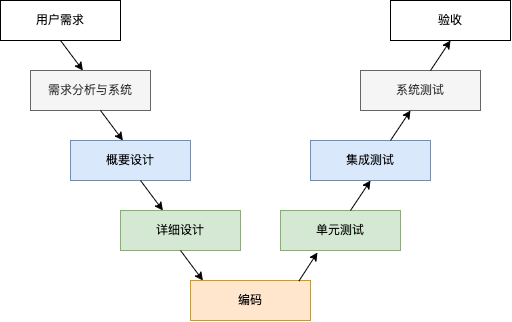 用户需求
验收
需求分析与系统
系统测试
概要设计
集成测试
详细设计
单元测试
编码